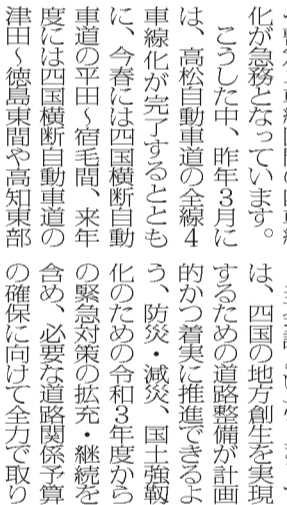 化が急務となっています。
　こうした中、昨年３月に
は、高松自動車道の全線４
車線化が完了するととも
に、今春には四国横断自動
車道の平田～宿毛間、来年
度には四国横断自動車道の
津田～徳島東間や高知東部
は、四国の地方創生を実現
するための道路整備が計画
的かつ着実に推進できるよ
う、防災・減災、国土強靱
化のための令和３年度から
の緊急対策の拡充・継続を
含め、必要な道路関係予算
の確保に向けて全力で取り